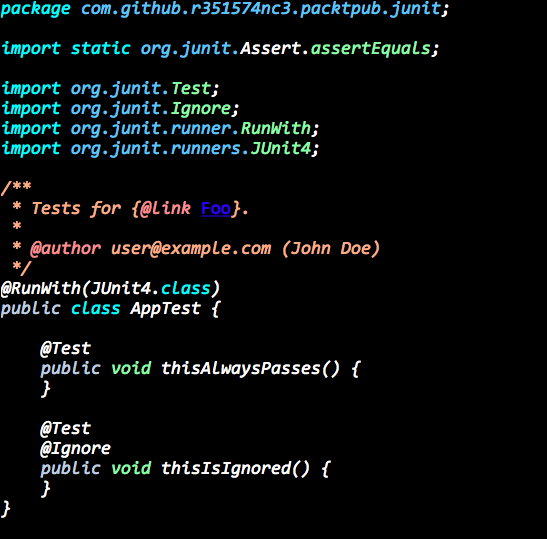 package com.github.r351574nc3.packtpub.junit;
import static org.junit.Assert.assertEquals;
import org.junit.Test;
import org.junit.Ignore;
import org.junit.runner.RunWith;
import org.junit.runners.JUnit4;
/**
 * Tests for {@link Foo}.
 *
 * @author user@example.com (John Doe)
 */
@RunWith(JUnit4.class)
public class AppTest {
    @Test
    public void thisAlwaysPasses() {
    }
    @Test
    @Ignore
    public void thisIsIgnored() {
    }
}